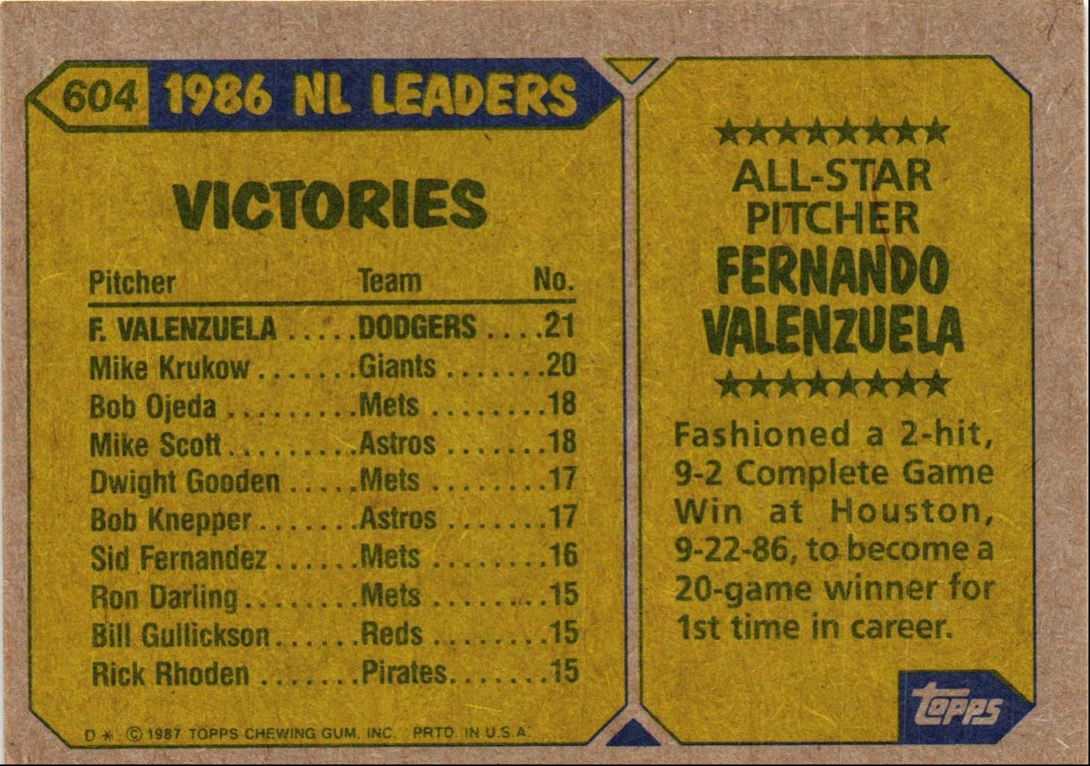 604 1986 NL LEADERS
VICTORIES
Pitcher Team No.
F. VALENZUELA .....DODGERS ....21
Mike Krukow.......Giants .......20
Bob Ojeda .........Mets ........18
Mike Scott.........Astros .......18
Dwight Gooden .....Mets ........17
Bob Knepper.......Astros .......17
Sid Fernandez......Mets ........16
Ron Darling........Mets ........15
Bill Gullickson......Reds ........15
Rick Rhoden .......Pirates.......15
D * © 1987 TOPPS CHEWING GUM, INC. PRTD. IN U.S.A.
★★★★★★★★
ALL-STAR
PITCHER
FERNANDO
VALENZUELA
★★★★★★★★
Fashioned a 2-hit,
9-2 Complete Game
Win at Houston,
9-22-86, to become a
20-game winner for
1st time in career.
TOPPS